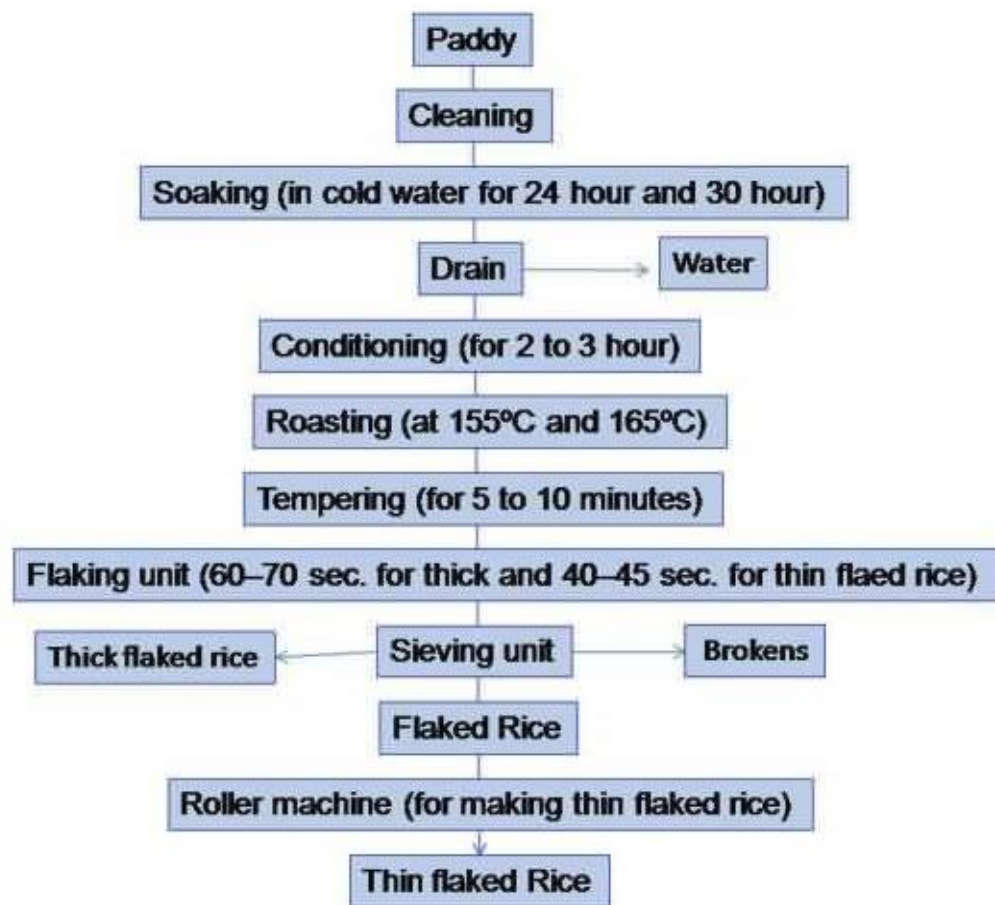 Paddy
Cleaning
Soaking (in cold water for 24 hour and 30 hour)
Drain
Water
Conditioning (for 2 to 3 hour)
Roasting (at 155ºC and 165ºC)
Tempering (for 5 to 10 minutes)
Flaking unit (60–70 sec. for thick and 40–45 sec. for thin flaed rice)
Thick flaked rice
Sieving unit
Brokens
Flaked Rice
Roller machine (for making thin flaked rice)
Thin flaked Rice